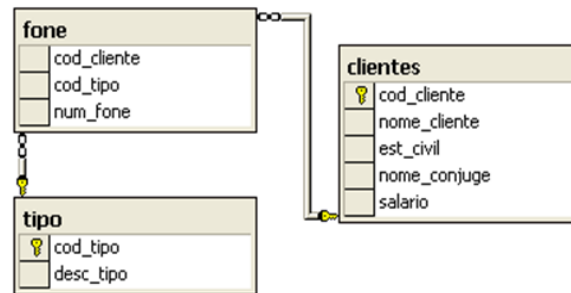 fone
cod_cliente
cod_tipo
num_fone
clientes
cod_cliente
nome_cliente
est_civil
nome_conjuge
salario
tipo
cod_tipo
desc_tipo